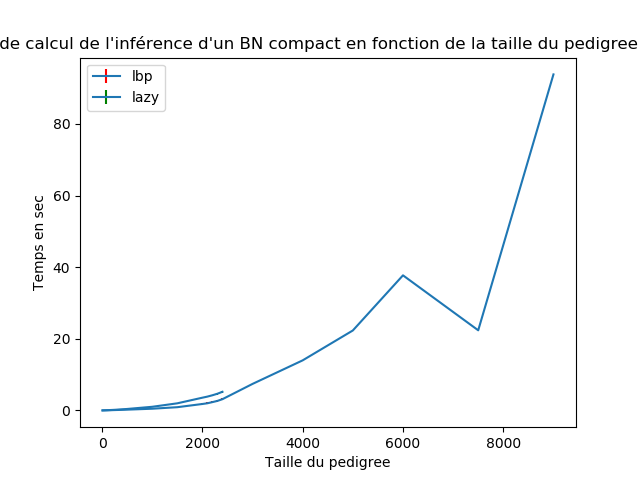 de calcul de l'inférence d'un BN compact en fonction de la taille du pedigree
lbp
lazy
80
60
40
20
0
Temps en sec
0 2000 4000 6000 8000
Taille du pedigree